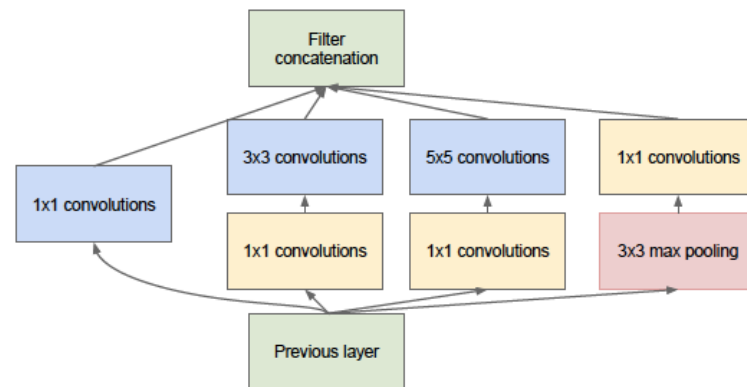 Filter
concatenation
3x3 convolutions
5x5 convolutions
1x1 convolutions
1x1 convolutions
1x1 convolutions
1x1 convolutions
3x3 max pooling
Previous layer